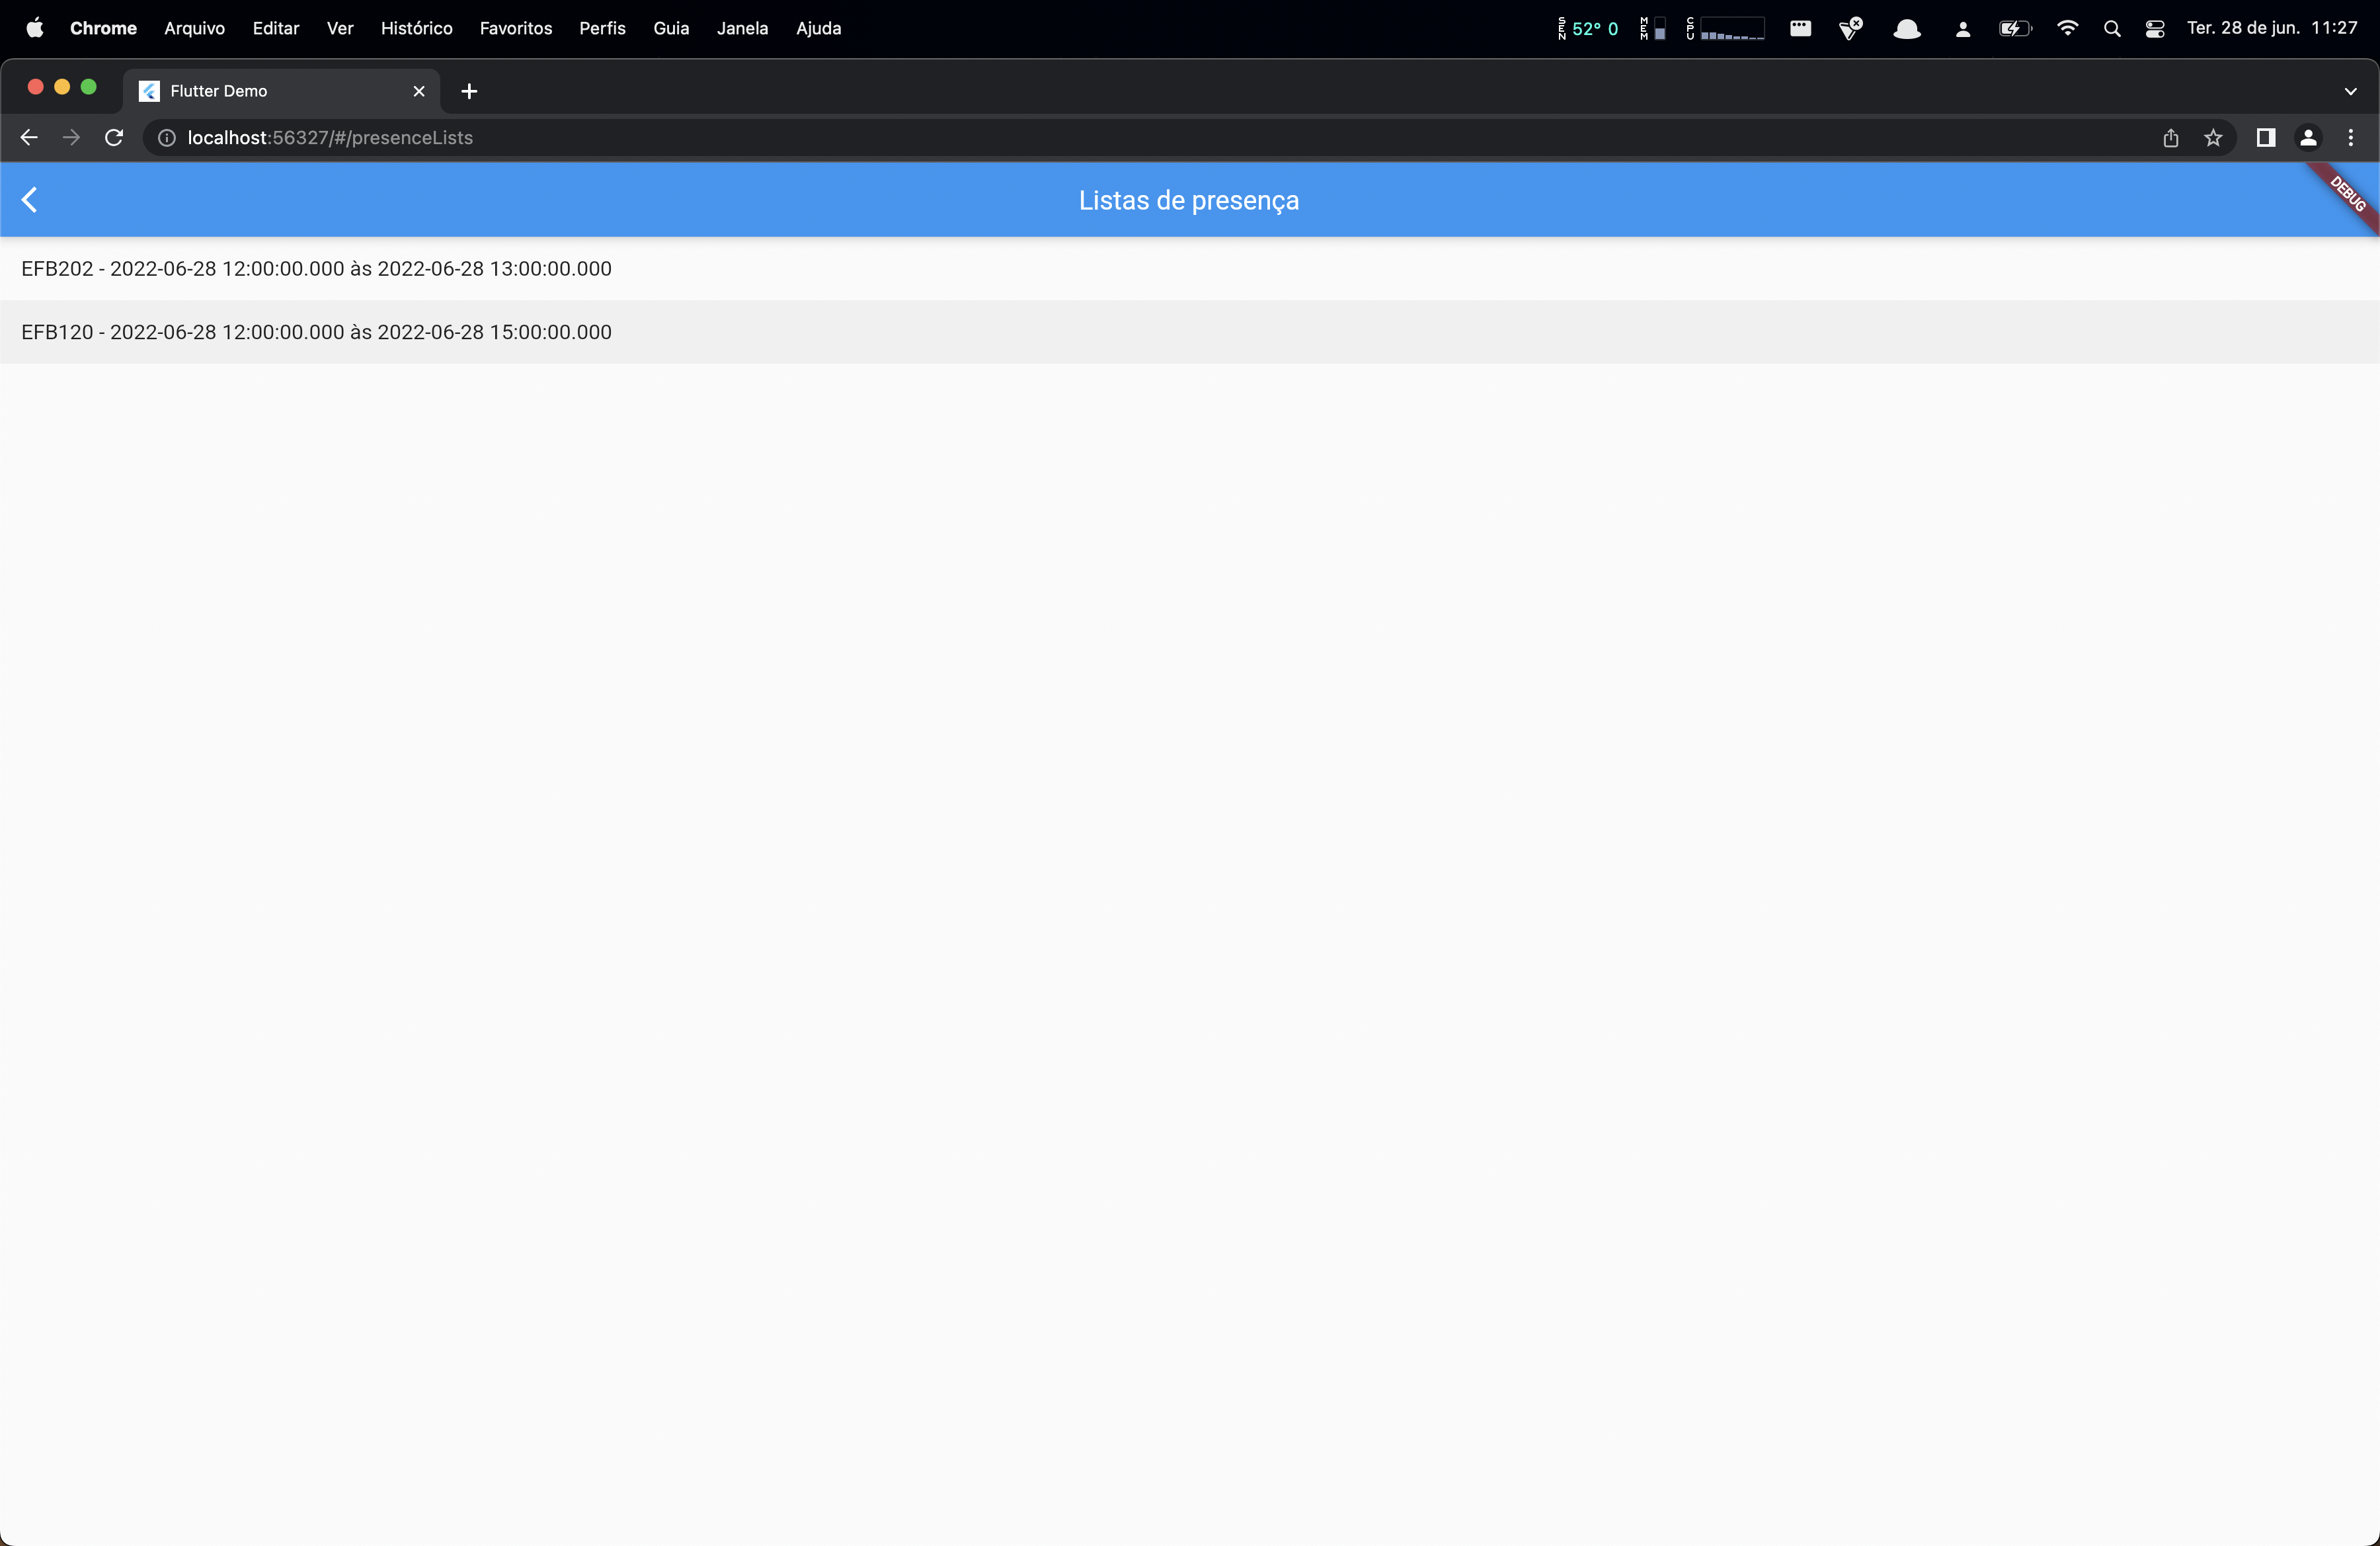 Chrome Arquivo Editar Ver Histórico Favoritos Perfis Guia Janela Ajuda SEN 52° 0 MEM CPU Ter. 28 de jun. 11:27
Flutter Demo
localhost:56327/#/presenceLists
Listas de presença
DEBUG
EFB202 - 2022-06-28 12:00:00.000 às 2022-06-28 13:00:00.000
EFB120 - 2022-06-28 12:00:00.000 às 2022-06-28 15:00:00.000